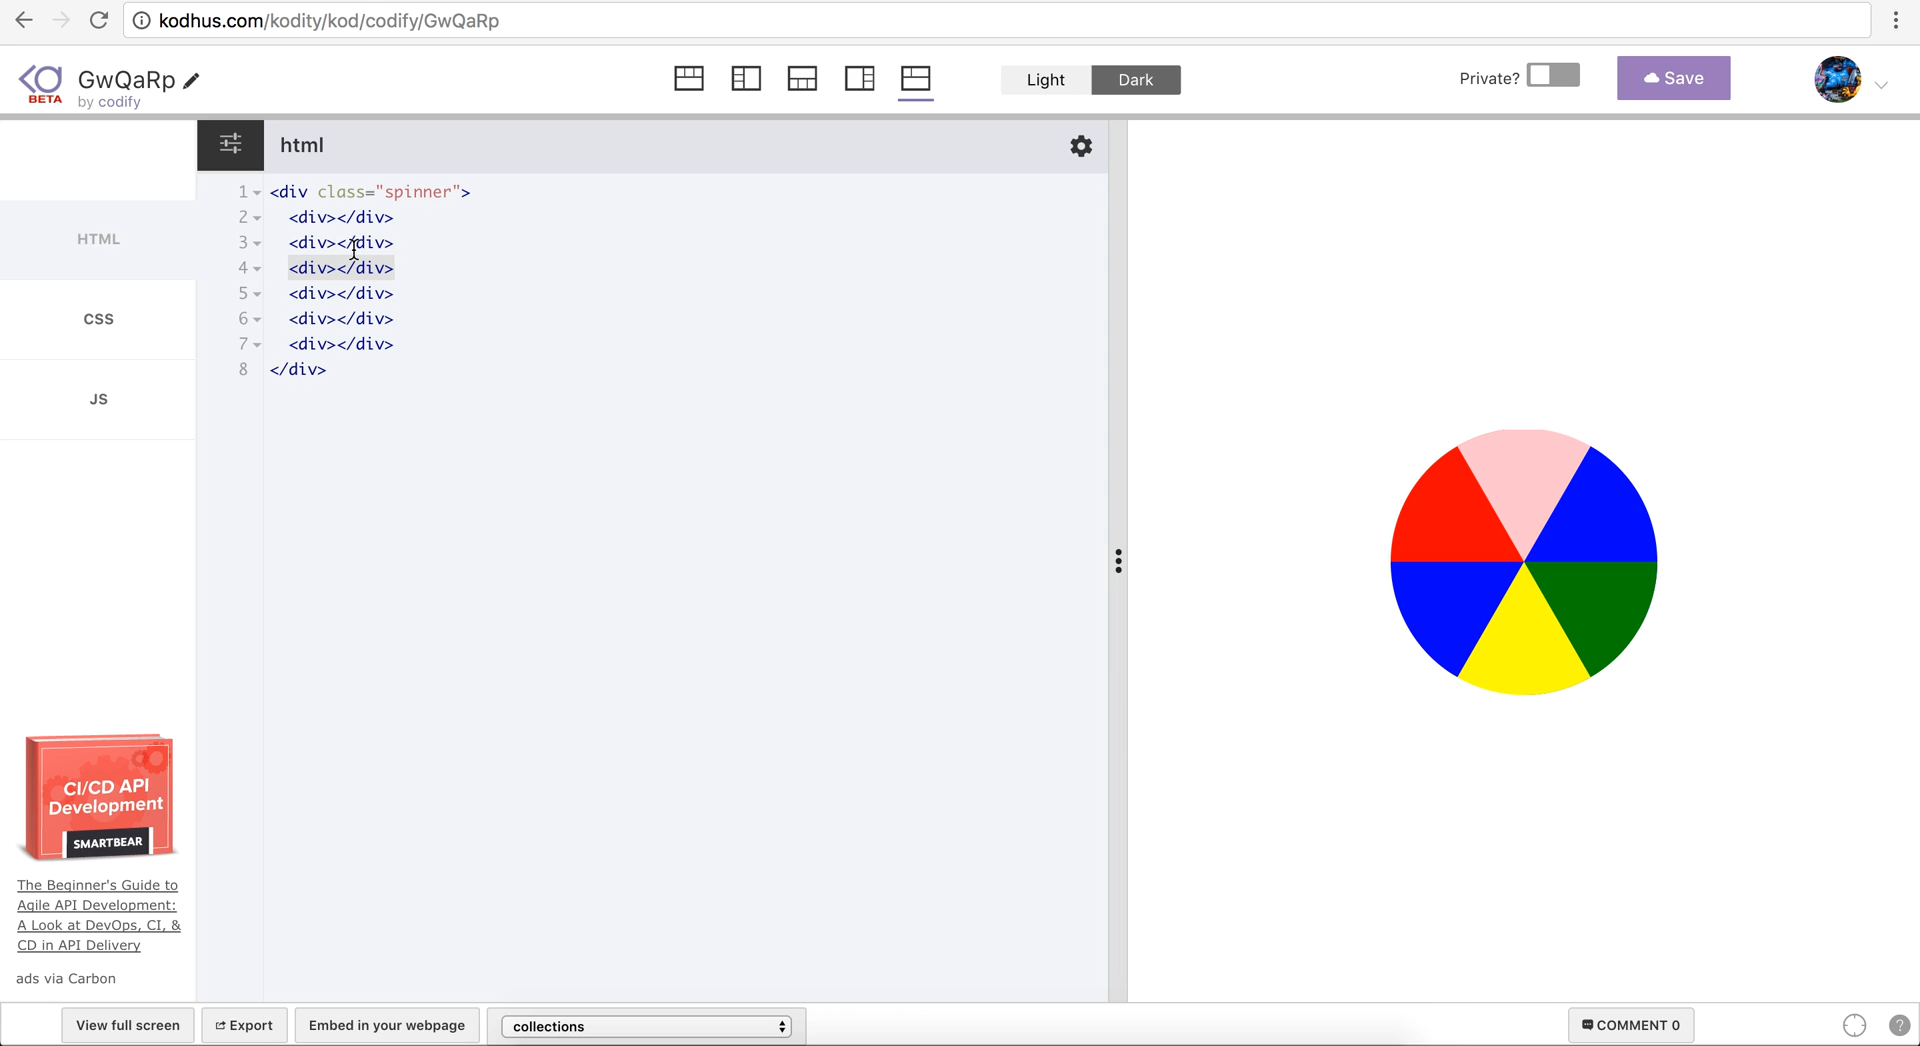 kodhus.com/kodity/kod/codify/GwQaRp
BETA
GwQaRp
by codify
Light
Dark
Private?
Save
html
HTML
CSS
JS
1 <div class="spinner">
2 <div></div>
3 <div></div>
4 <div></div>
5 <div></div>
6 <div></div>
7 <div></div>
8 </div>
CI/CD API
Development
SMARTBEAR
The Beginner's Guide to
Agile API Development:
A Look at DevOps, CI, &
CD in API Delivery
ads via Carbon
View full screen
Export
Embed in your webpage
collections
COMMENT 0
?